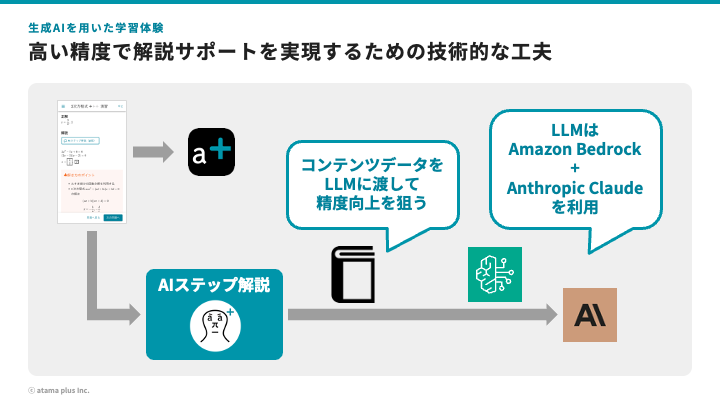 生成AIを用いた学習体験
高い精度で解説サポートを実現するための技術的な工夫
a+
コンテンツデータを
LLMに渡して
精度向上を狙う
LLMは
Amazon Bedrock
+
Anthropic Claude
を利用
AIステップ解説
© atama plus Inc.